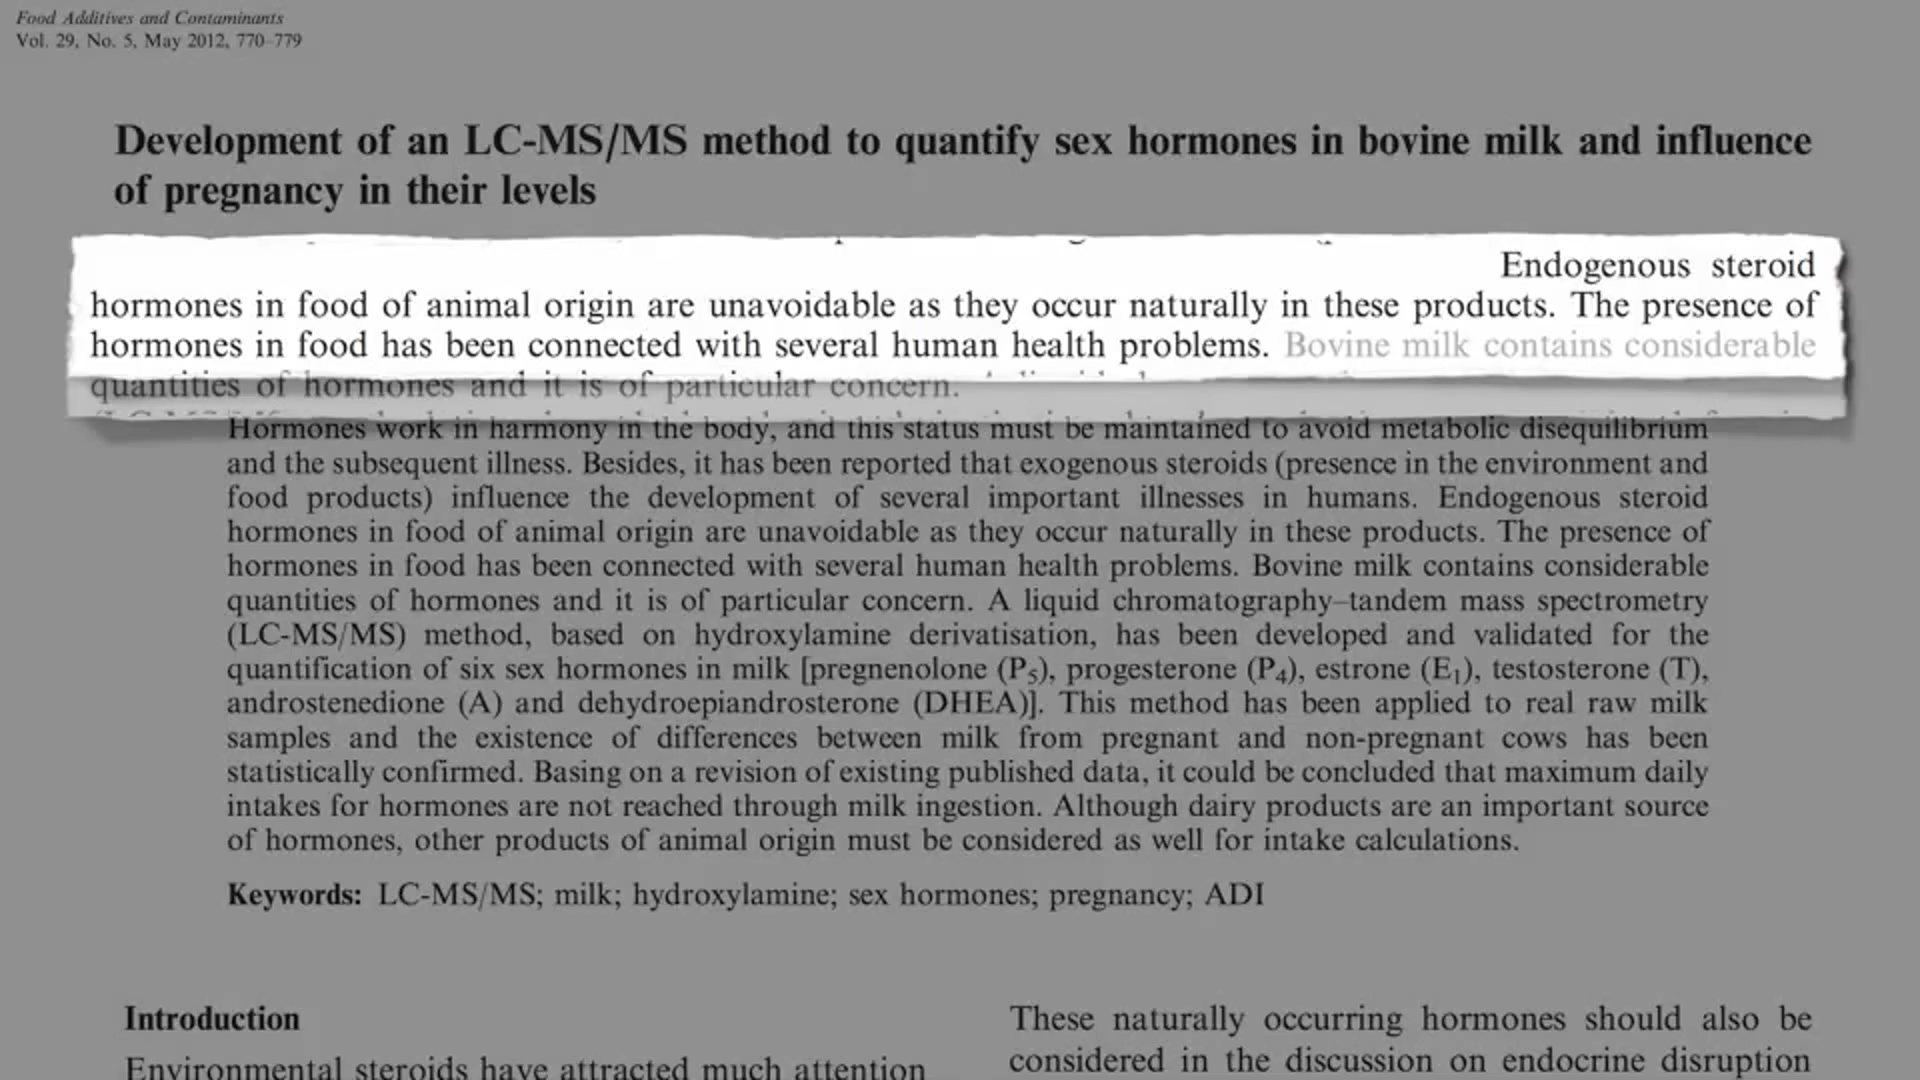 Food Additives and Contaminants
Vol. 29, No. 5, May 2012, 770–779
Development of an LC-MS/MS method to quantify sex hormones in bovine milk and influence
of pregnancy in their levels
Endogenous steroid
hormones in food of animal origin are unavoidable as they occur naturally in these products. The presence of
hormones in food has been connected with several human health problems. Bovine milk contains considerable
quantities of hormones and it is of particular concern.
Hormones work in harmony in the body, and this status must be maintained to avoid metabolic disequilibrium
and the subsequent illness. Besides, it has been reported that exogenous steroids (presence in the environment and
food products) influence the development of several important illnesses in humans. Endogenous steroid
hormones in food of animal origin are unavoidable as they occur naturally in these products. The presence of
hormones in food has been connected with several human health problems. Bovine milk contains considerable
quantities of hormones and it is of particular concern. A liquid chromatography–tandem mass spectrometry
(LC-MS/MS) method, based on hydroxylamine derivatisation, has been developed and validated for the
quantification of six sex hormones in milk [pregnenolone (P₅), progesterone (P₄), estrone (E₁), testosterone (T),
androstenedione (A) and dehydroepiandrosterone (DHEA)]. This method has been applied to real raw milk
samples and the existence of differences between milk from pregnant and non-pregnant cows has been
statistically confirmed. Basing on a revision of existing published data, it could be concluded that maximum daily
intakes for hormones are not reached through milk ingestion. Although dairy products are an important source
of hormones, other products of animal origin must be considered as well for intake calculations.
Keywords: LC-MS/MS; milk; hydroxylamine; sex hormones; pregnancy; ADI
Introduction
Environmental steroids have attracted much attention
These naturally occurring hormones should also be
considered in the discussion on endocrine disruption